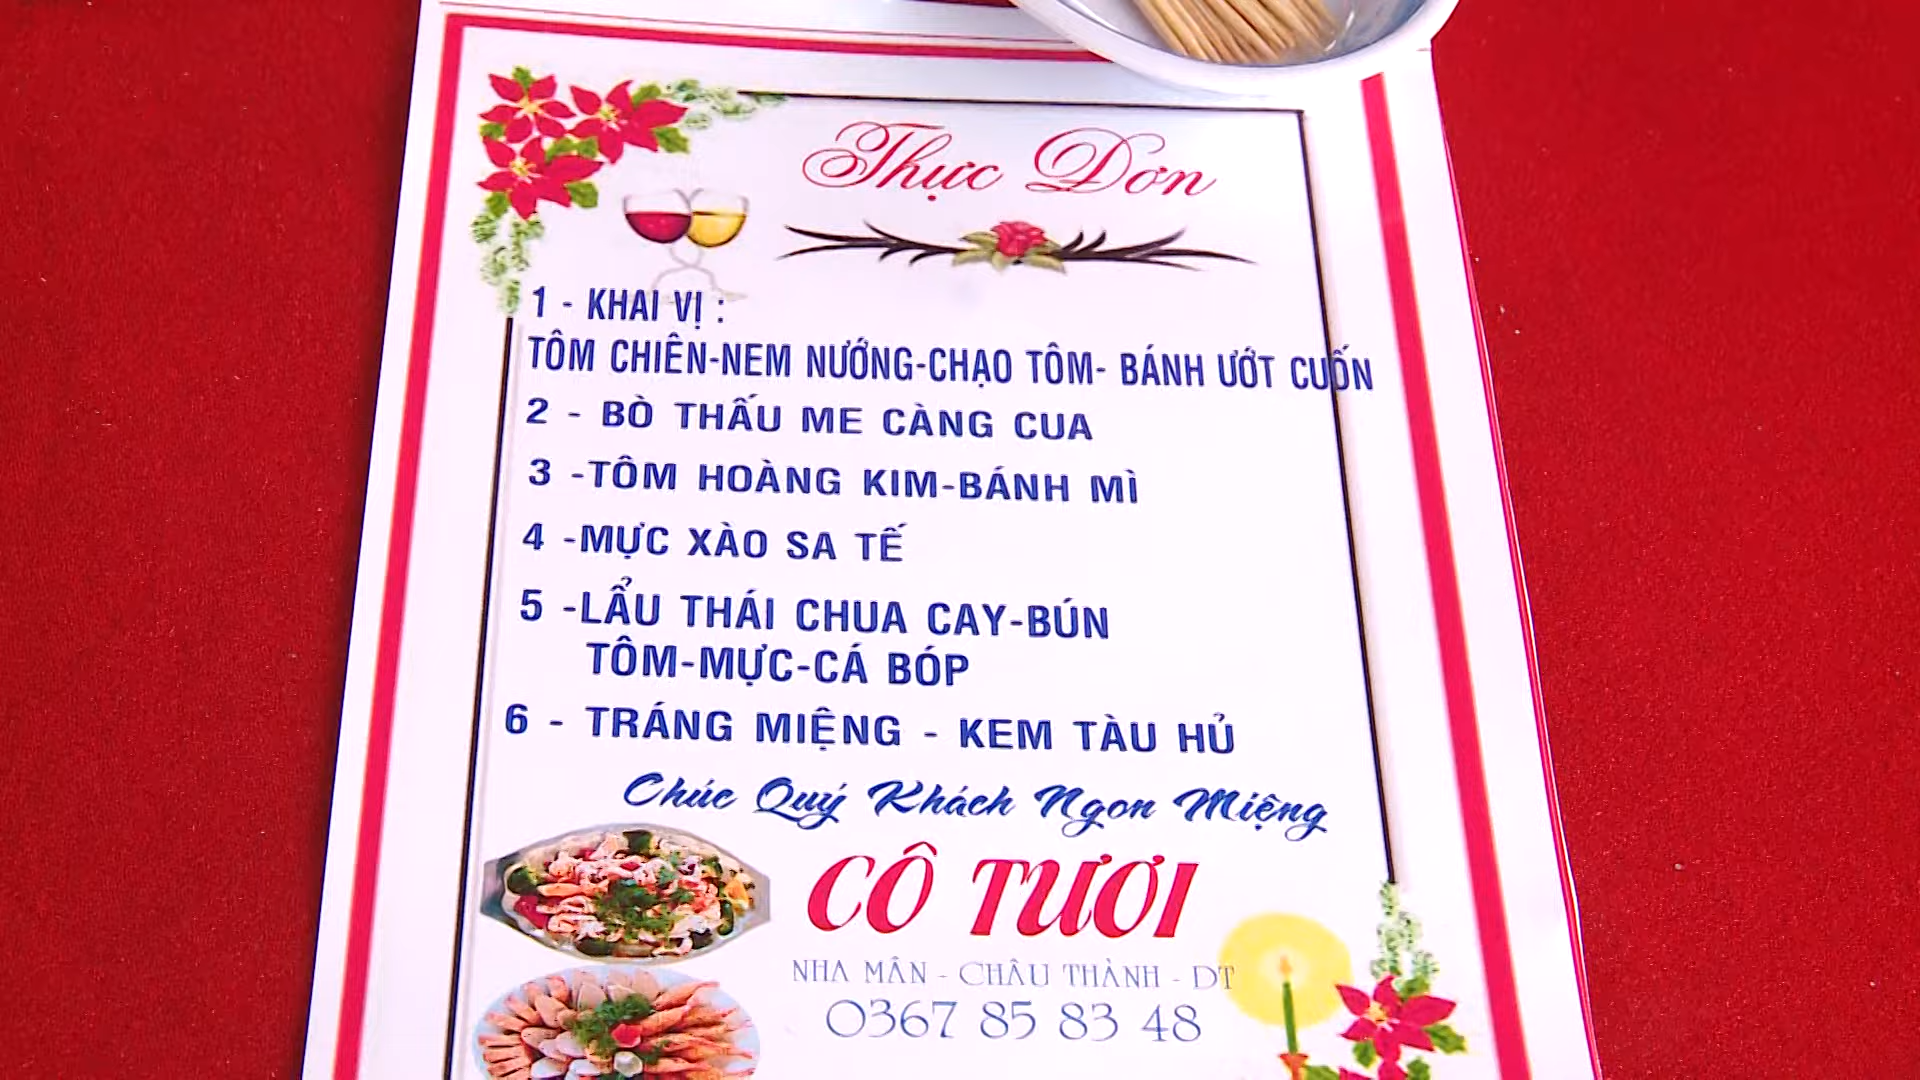 Thực Đơn
1 - KHAI VỊ :
TÔM CHIÊN-NEM NƯỚNG-CHẠO TÔM- BÁNH ƯỚT CUỐN
2 - BÒ THẤU ME CÀNG CUA
3 -TÔM HOÀNG KIM-BÁNH MÌ
4 -MỰC XÀO SA TẾ
5 -LẨU THÁI CHUA CAY-BÚN
TÔM-MỰC-CÁ BÓP
6 - TRÁNG MIỆNG - KEM TÀU HỦ
Chúc Quý Khách Ngon Miệng
CÔ TƯƠI
NHA MÂN - CHÂU THÀNH - DT
0367 85 83 48